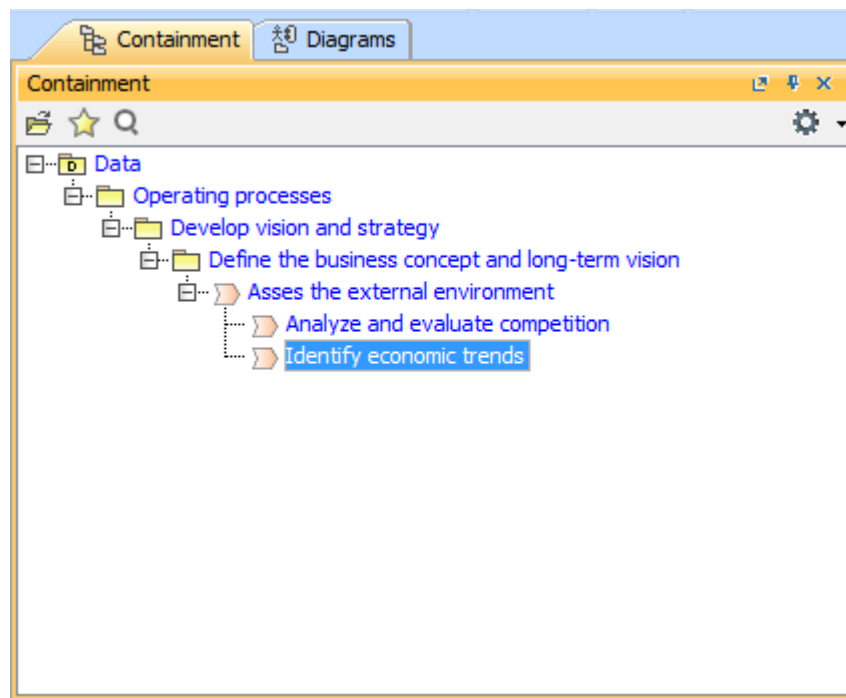 Containment Diagrams
Containment
D Data
Operating processes
Develop vision and strategy
Define the business concept and long-term vision
Asses the external environment
Analyze and evaluate competition
Identify economic trends